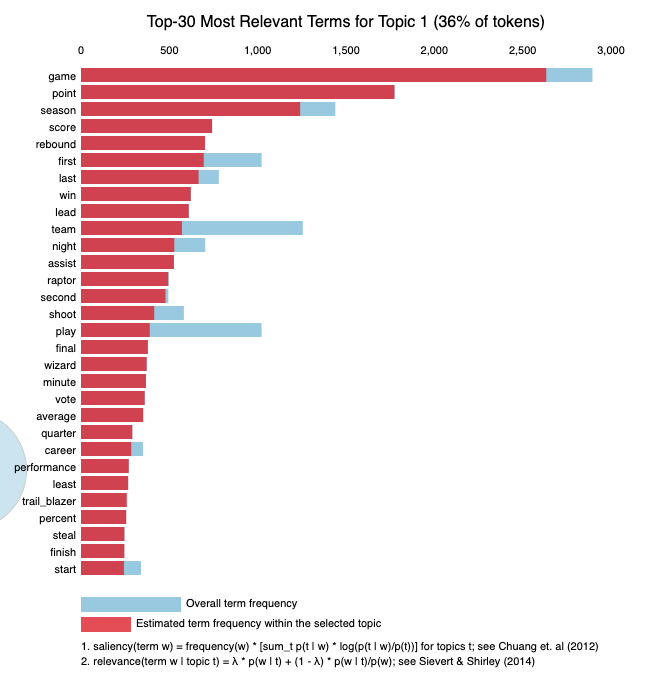 Top-30 Most Relevant Terms for Topic 1 (36% of tokens)
0 500 1,000 1,500 2,000 2,500 3,000
game
point
season
score
rebound
first
last
win
lead
team
night
assist
raptor
second
shoot
play
final
wizard
minute
vote
average
quarter
career
performance
least
trail_blazer
percent
steal
finish
start
Overall term frequency
Estimated term frequency within the selected topic
1. saliency(term w) = frequency(w) * [sum_t p(t | w) * log(p(t | w)/p(t))] for topics t; see Chuang et. al (2012)
2. relevance(term w | topic t) = λ * p(w | t) + (1 - λ) * p(w | t)/p(w); see Sievert & Shirley (2014)